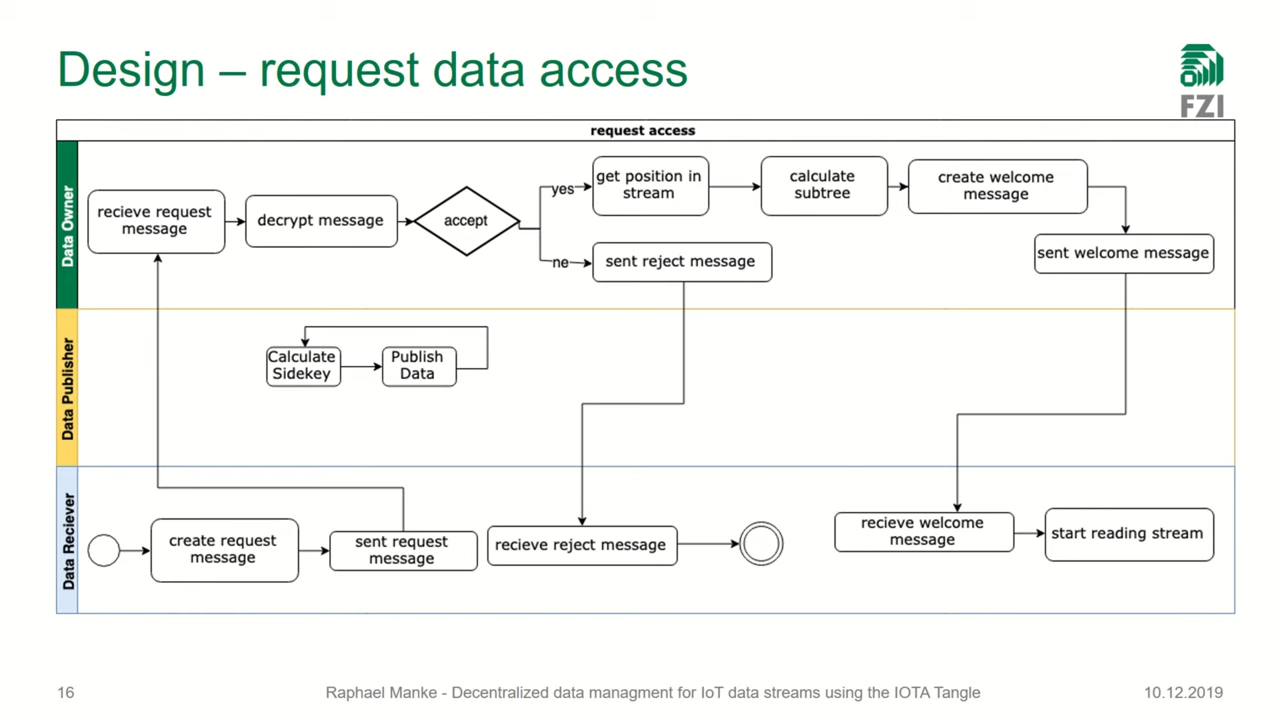 Design – request data access
FZI
request access
Data Owner
recieve request
message
decrypt message
accept
yes
ne
get position in
stream
calculate
subtree
create welcome
message
sent reject message
sent welcome message
Data Publisher
Calculate
Sidekey
Publish
Data
Data Reciever
create request
message
sent request
message
recieve reject message
recieve welcome
message
start reading stream
16
Raphael Manke - Decentralized data managment for IoT data streams using the IOTA Tangle
10.12.2019